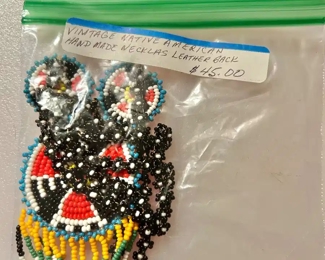 VINTAGE NATIVE AMERICAN
HAND MADE NECKLAS LEATHER BACK
$45.00